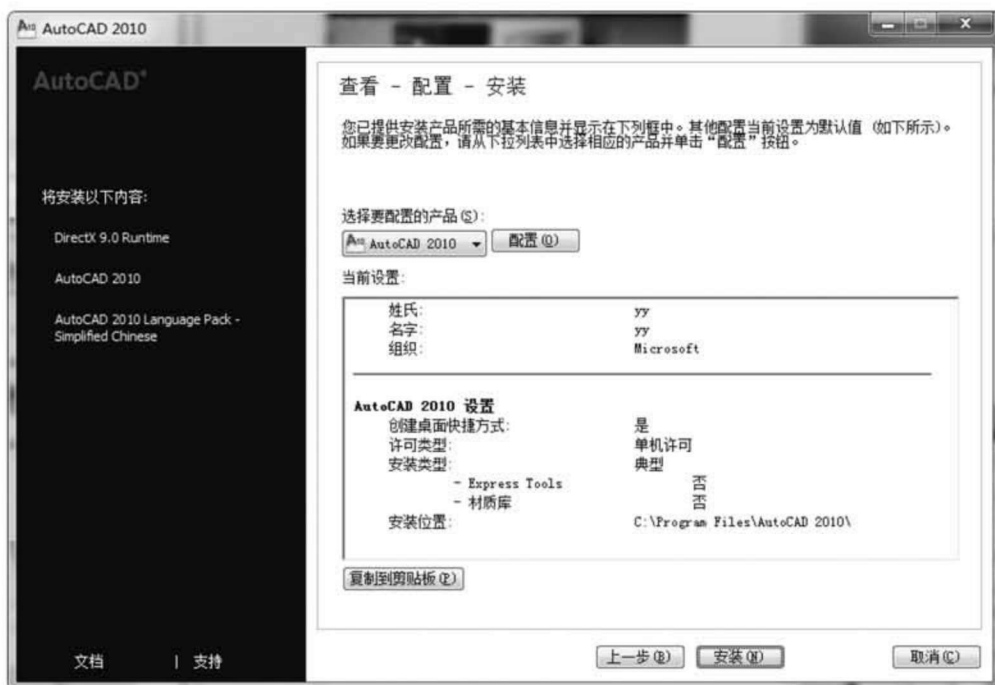 AutoCAD 2010
AutoCAD®
将安装以下内容:
DirectX 9.0 Runtime
AutoCAD 2010
AutoCAD 2010 Language Pack -
Simplified Chinese
文档 | 支持
查看 - 配置 - 安装
您已提供安装产品所需的基本信息并显示在下列框中。其他配置当前设置为默认值 (如下所示)。
如果要更改配置，请从下拉列表中选择相应的产品并单击“配置”按钮。
选择要配置的产品(S):
AutoCAD 2010 配置(O)
当前设置:
姓氏: yy
名字: yy
组织: Microsoft
AutoCAD 2010 设置
创建桌面快捷方式: 是
许可类型: 单机许可
安装类型: 典型
- Express Tools 否
- 材质库 否
安装位置: C:\Program Files\AutoCAD 2010\
复制到剪贴板(P)
上一步(B) 安装(N) 取消(C)